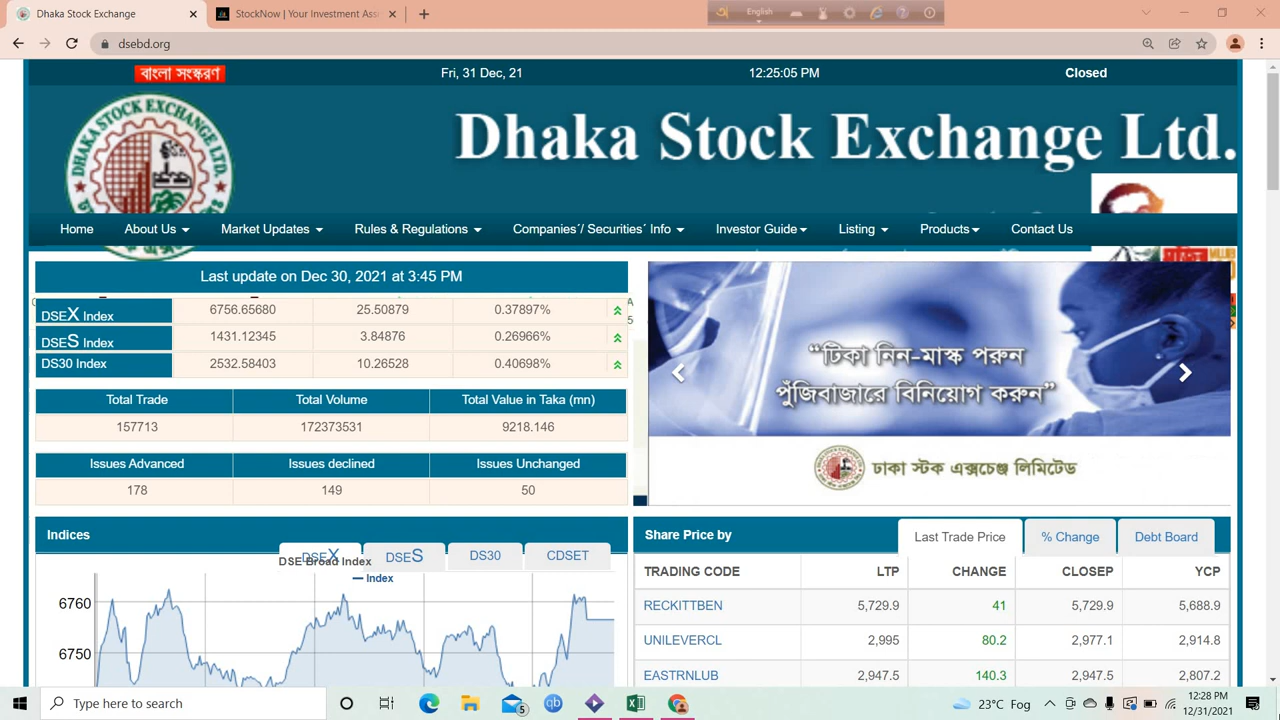 Dhaka Stock Exchange
StockNow | Your Investment Ass
English
dsebd.org
বাংলা সংস্করণ
Fri, 31 Dec, 21
12:25:05 PM
Closed
DHAKA STOCK EXCHANGE LTD.
Dhaka Stock Exchange Ltd.
Home
About Us
Market Updates
Rules & Regulations
Companies´/ Securities´ Info
Investor Guide
Listing
Products
Contact Us
Last update on Dec 30, 2021 at 3:45 PM
DSEX Index 6756.65680 25.50879 0.37897%
DSES Index 1431.12345 3.84876 0.26966%
DS30 Index 2532.58403 10.26528 0.40698%
Total Trade Total Volume Total Value in Taka (mn)
157713 172373531 9218.146
Issues Advanced Issues declined Issues Unchanged
178 149 50
“টিকা নিন-মাস্ক পরুন
পুঁজিবাজারে বিনিয়োগ করুন”
ঢাকা স্টক এক্সচেঞ্জ লিমিটেড
Indices
DSEX DSES DS30 CDSET
DSE Broad Index
Index
6760
6750
Share Price by
Last Trade Price % Change Debt Board
TRADING CODE LTP CHANGE CLOSEP YCP
RECKITTBEN 5,729.9 41 5,729.9 5,688.9
UNILEVERCL 2,995 80.2 2,977.1 2,914.8
EASTRNLUB 2,947.5 140.3 2,947.5 2,807.2
Type here to search
5
qb
23°C Fog
12:28 PM
12/31/2021